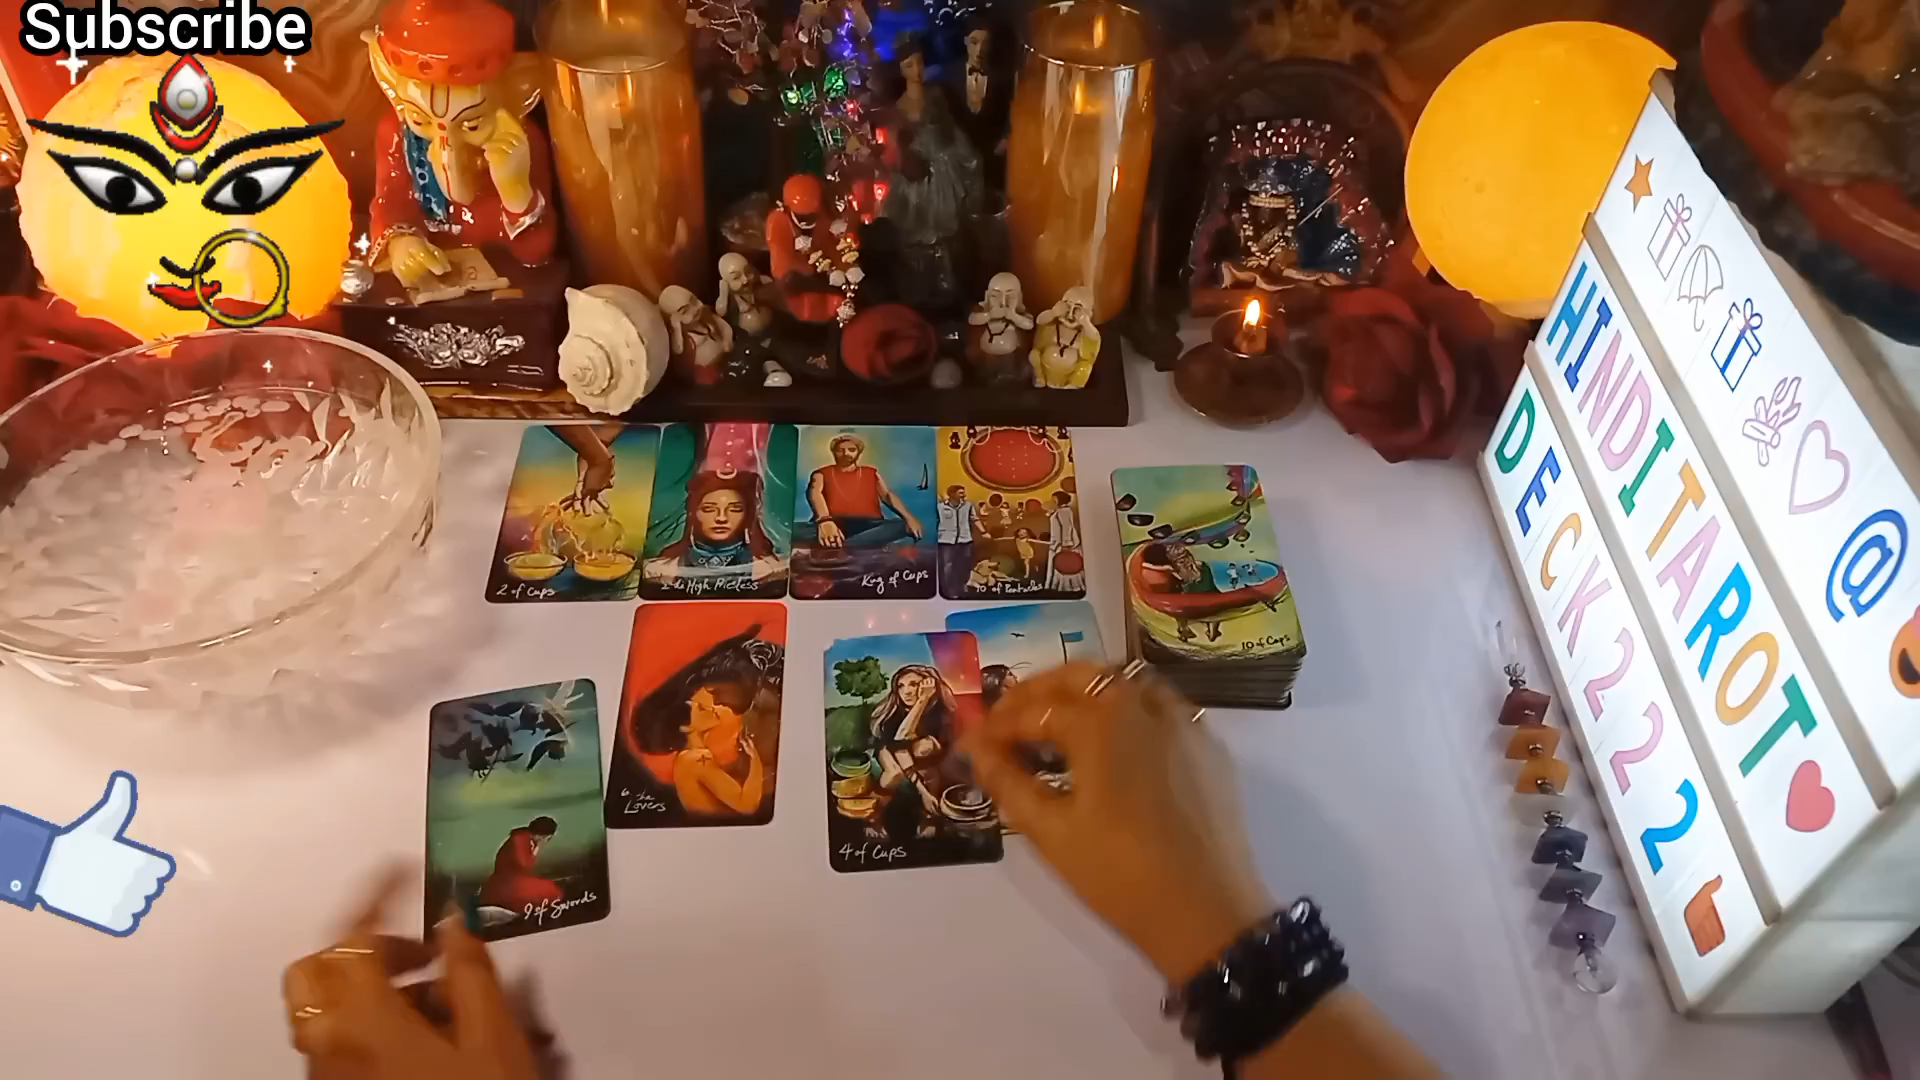 Subscribe
2 of Cups
2 the High Priestess
King of Cups
10 of Pentacles
10 of Cups
6. the
Lovers
4 of Cups
9 of Swords
@
HINDITAROT
DECK222